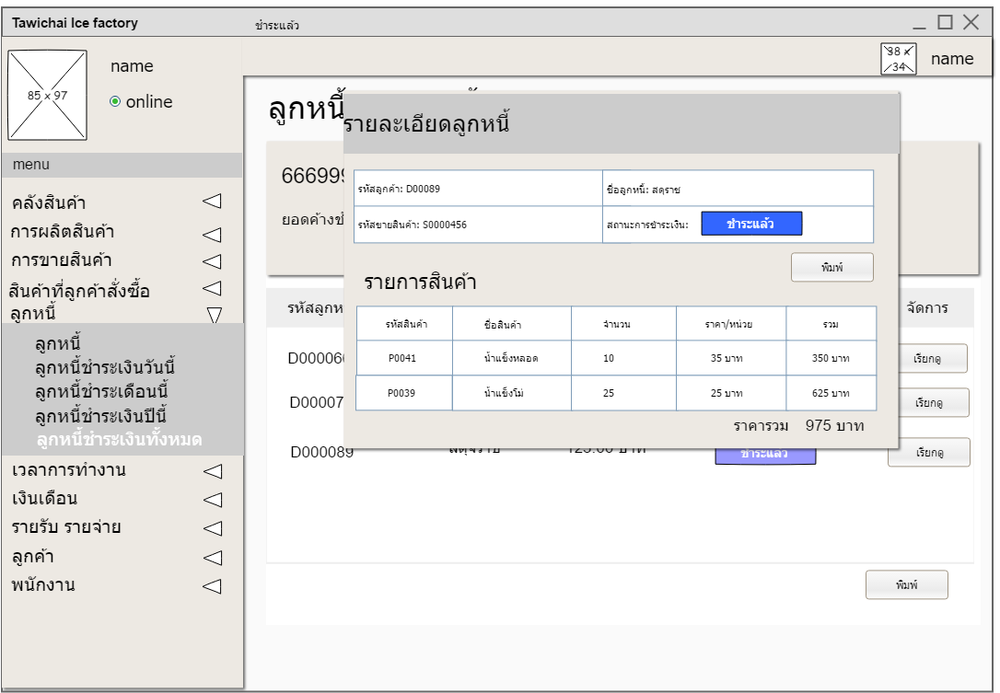 Tawichai Ice factory
ชำระแล้ว
85 x 97
name
online
38 x
34
name
menu
คลังสินค้า
การผลิตสินค้า
การขายสินค้า
สินค้าที่ลูกค้าสั่งซื้อ
ลูกหนี้
ลูกหนี้
ลูกหนี้ชำระเงินวันนี้
ลูกหนี้ชำระเดือนนี้
ลูกหนี้ชำระเงินปีนี้
ลูกหนี้ชำระเงินทั้งหมด
เวลาการทำงาน
เงินเดือน
รายรับ รายจ่าย
ลูกค้า
พนักงาน
ลูกหนี้
66699
ยอดค้างชำ
รายละเอียดลูกหนี้
รหัสลูกค้า: D00089 ชื่อลูกหนี้: สดุราช
รหัสขายสินค้า: S0000456 สถานะการชำระเงิน: ชำระแล้ว
พิมพ์
รายการสินค้า
รหัสสินค้า ชื่อสินค้า จำนวน ราคา/หน่วย รวม
P0041 น้ำแข็งหลอด 10 35 บาท 350 บาท
P0039 น้ำแข็งโม่ 25 25 บาท 625 บาท
ราคารวม 975 บาท
รหัสลูกห จัดการ
D00006 เรียกดู
D00007 เรียกดู
D000089 ชำระแล้ว เรียกดู
พิมพ์